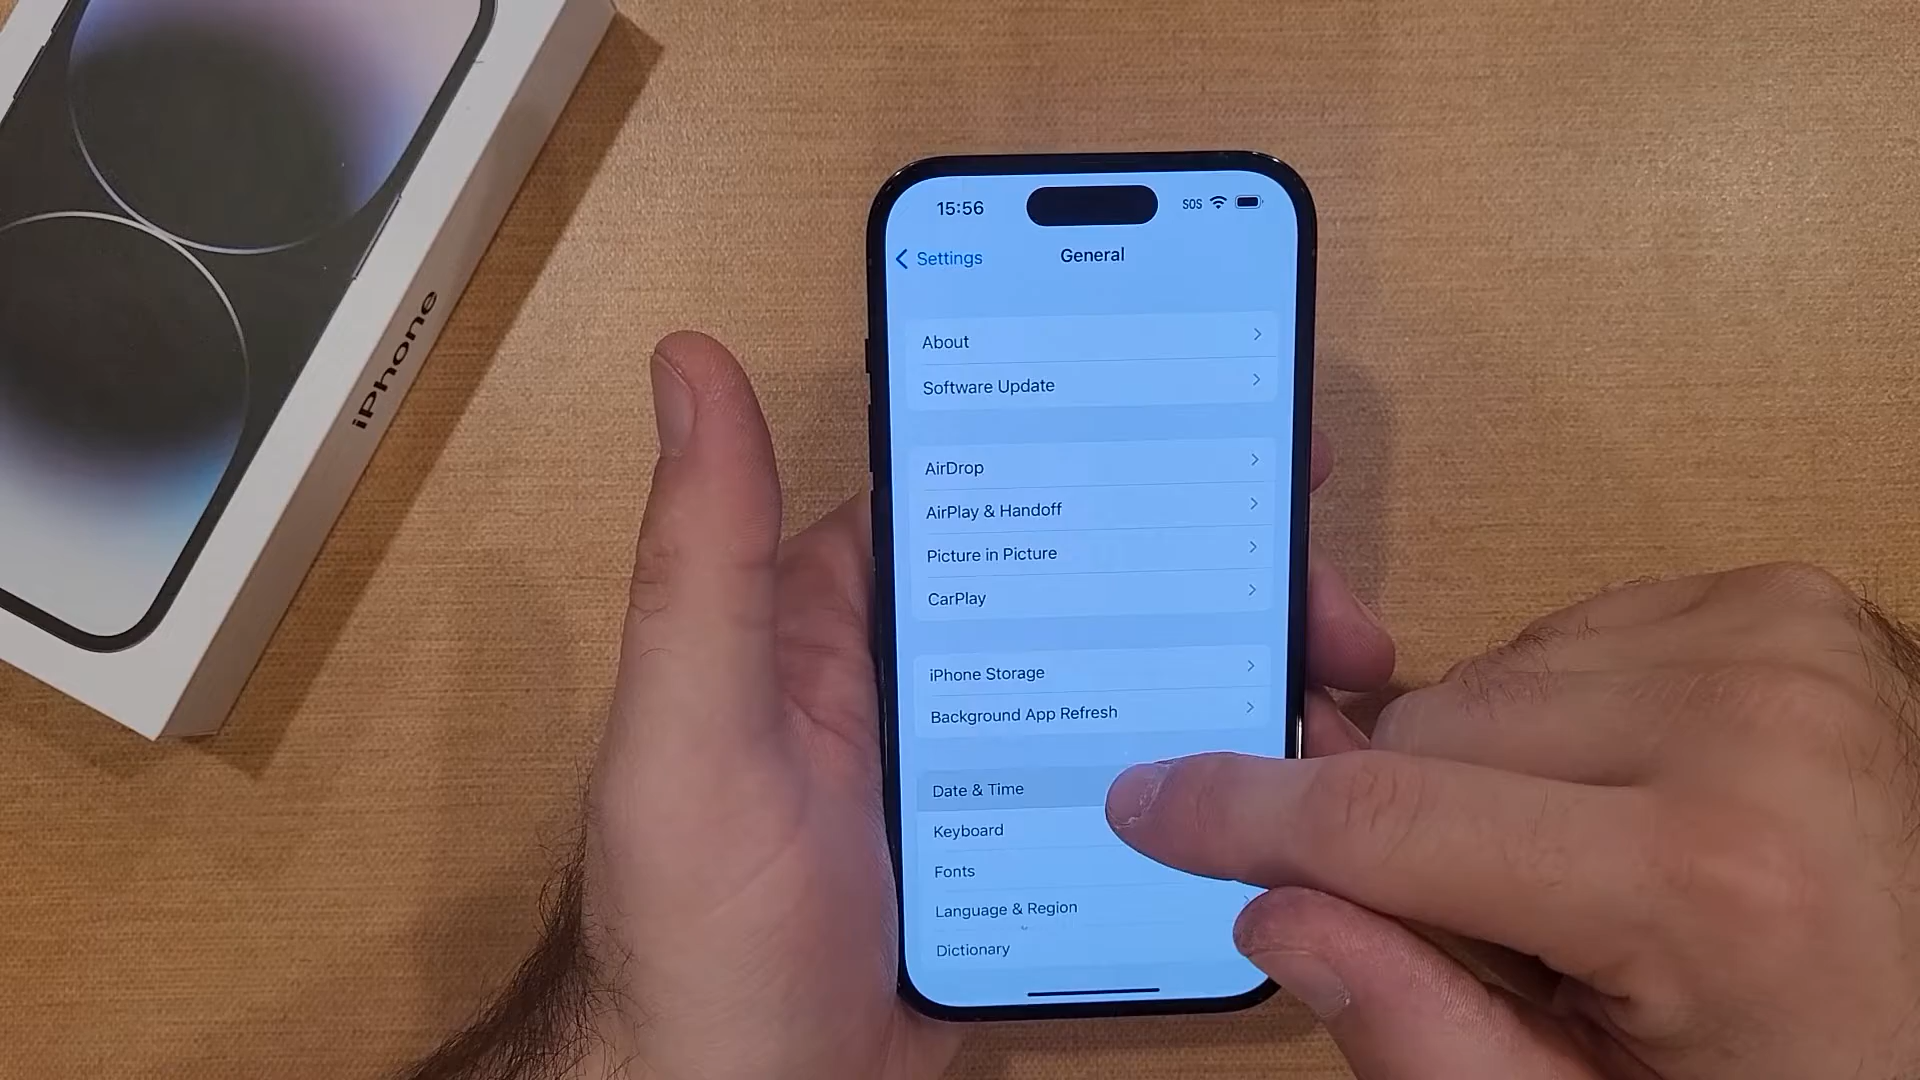 iPhone
15:56
SOS
Settings
General
About
Software Update
AirDrop
AirPlay & Handoff
Picture in Picture
CarPlay
iPhone Storage
Background App Refresh
Date & Time
Keyboard
Fonts
Language & Region
Dictionary